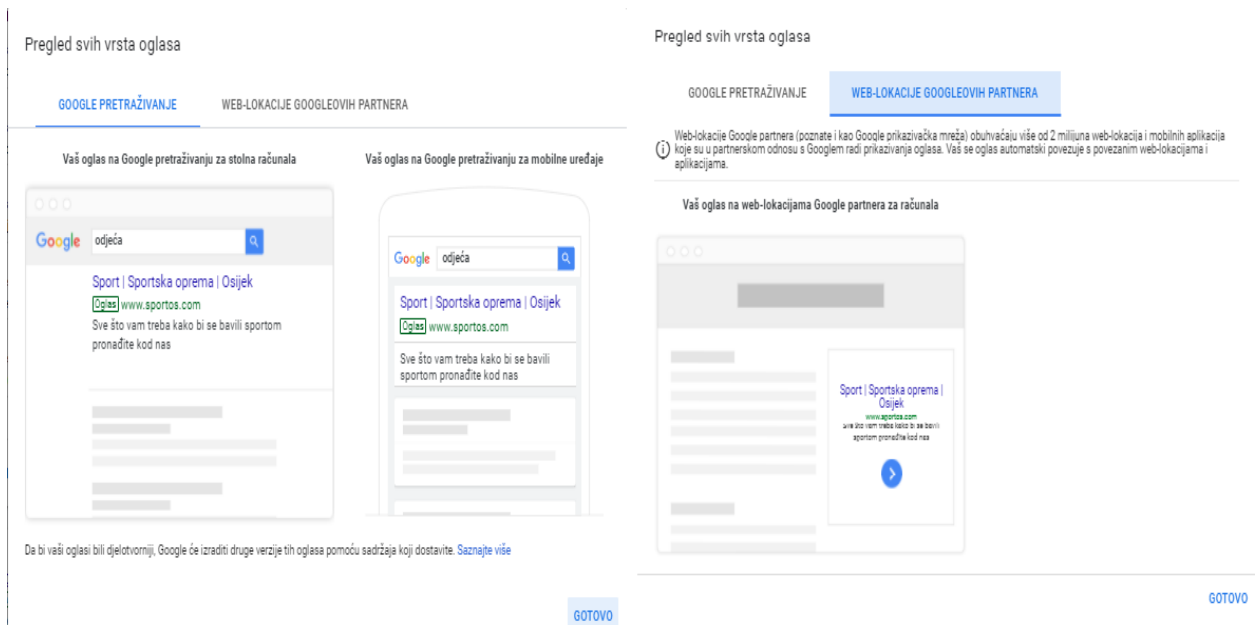 Pregled svih vrsta oglasa
GOOGLE PRETRAŽIVANJE
WEB-LOKACIJE GOOGLEOVIH PARTNERA
Vaš oglas na Google pretraživanju za stolna računala
Google
odjeća
Sport | Sportska oprema | Osijek
Oglas www.sportos.com
Sve što vam treba kako bi se bavili sportom
pronađite kod nas
Vaš oglas na Google pretraživanju za mobilne uređaje
Google
odjeća
Sport | Sportska oprema | Osijek
Oglas www.sportos.com
Sve što vam treba kako bi se bavili
sportom pronađite kod nas
Da bi vaši oglasi bili djelotvorniji, Google će izraditi druge verzije tih oglasa pomoću sadržaja koji dostavite. Saznajte više
GOTOVO
Pregled svih vrsta oglasa
GOOGLE PRETRAŽIVANJE
WEB-LOKACIJE GOOGLEOVIH PARTNERA
Web-lokacije Google partnera (poznate i kao Google prikazivačka mreža) obuhvaćaju više od 2 milijuna web-lokacija i mobilnih aplikacija
koje su u partnerskom odnosu s Googlem radi prikazivanja oglasa. Vaš se oglas automatski povezuje s povezanim web-lokacijama i
aplikacijama.
Vaš oglas na web-lokacijama Google partnera za računala
Sport | Sportska oprema |
Osijek
www.sportos.com
Sve što vam treba kako bi se bavili
sportom pronađite kod nas
GOTOVO